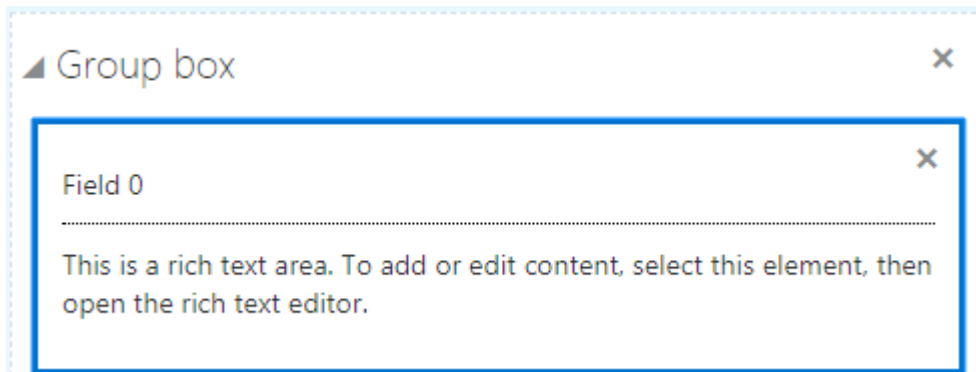 Group box
Field 0
This is a rich text area. To add or edit content, select this element, then
open the rich text editor.